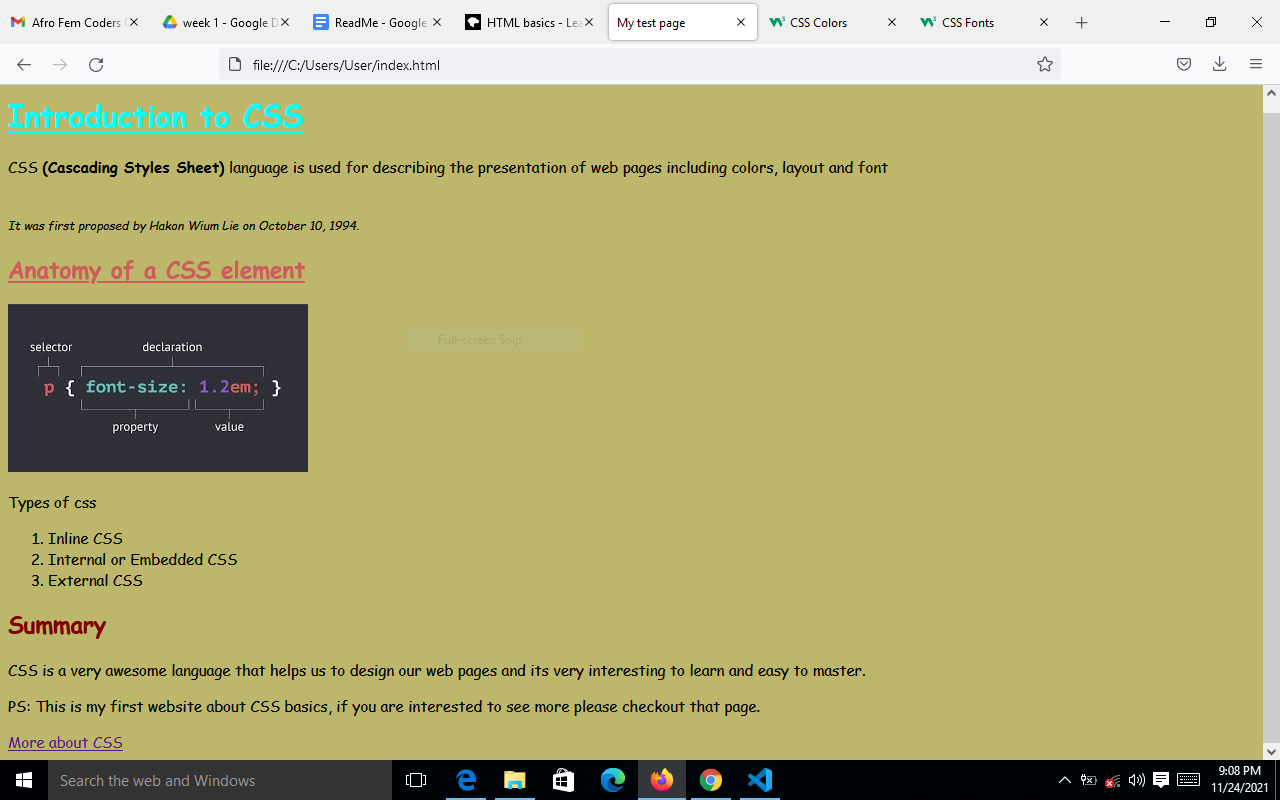 Afro Fem Coders
week 1 - Google D
ReadMe - Google
HTML basics - Lea
My test page
CSS Colors
CSS Fonts
file:///C:/Users/User/index.html
Introduction to CSS
CSS (Cascading Styles Sheet) language is used for describing the presentation of web pages including colors, layout and font
It was first proposed by Hakon Wium Lie on October 10, 1994.
Anatomy of a CSS element
Full-screen Snip
selector declaration
p { font-size: 1.2em; }
property value
Types of css
1. Inline CSS
2. Internal or Embedded CSS
3. External CSS
Summary
CSS is a very awesome language that helps us to design our web pages and its very interesting to learn and easy to master.
PS: This is my first website about CSS basics, if you are interested to see more please checkout that page.
More about CSS
Search the web and Windows
9:08 PM
11/24/2021